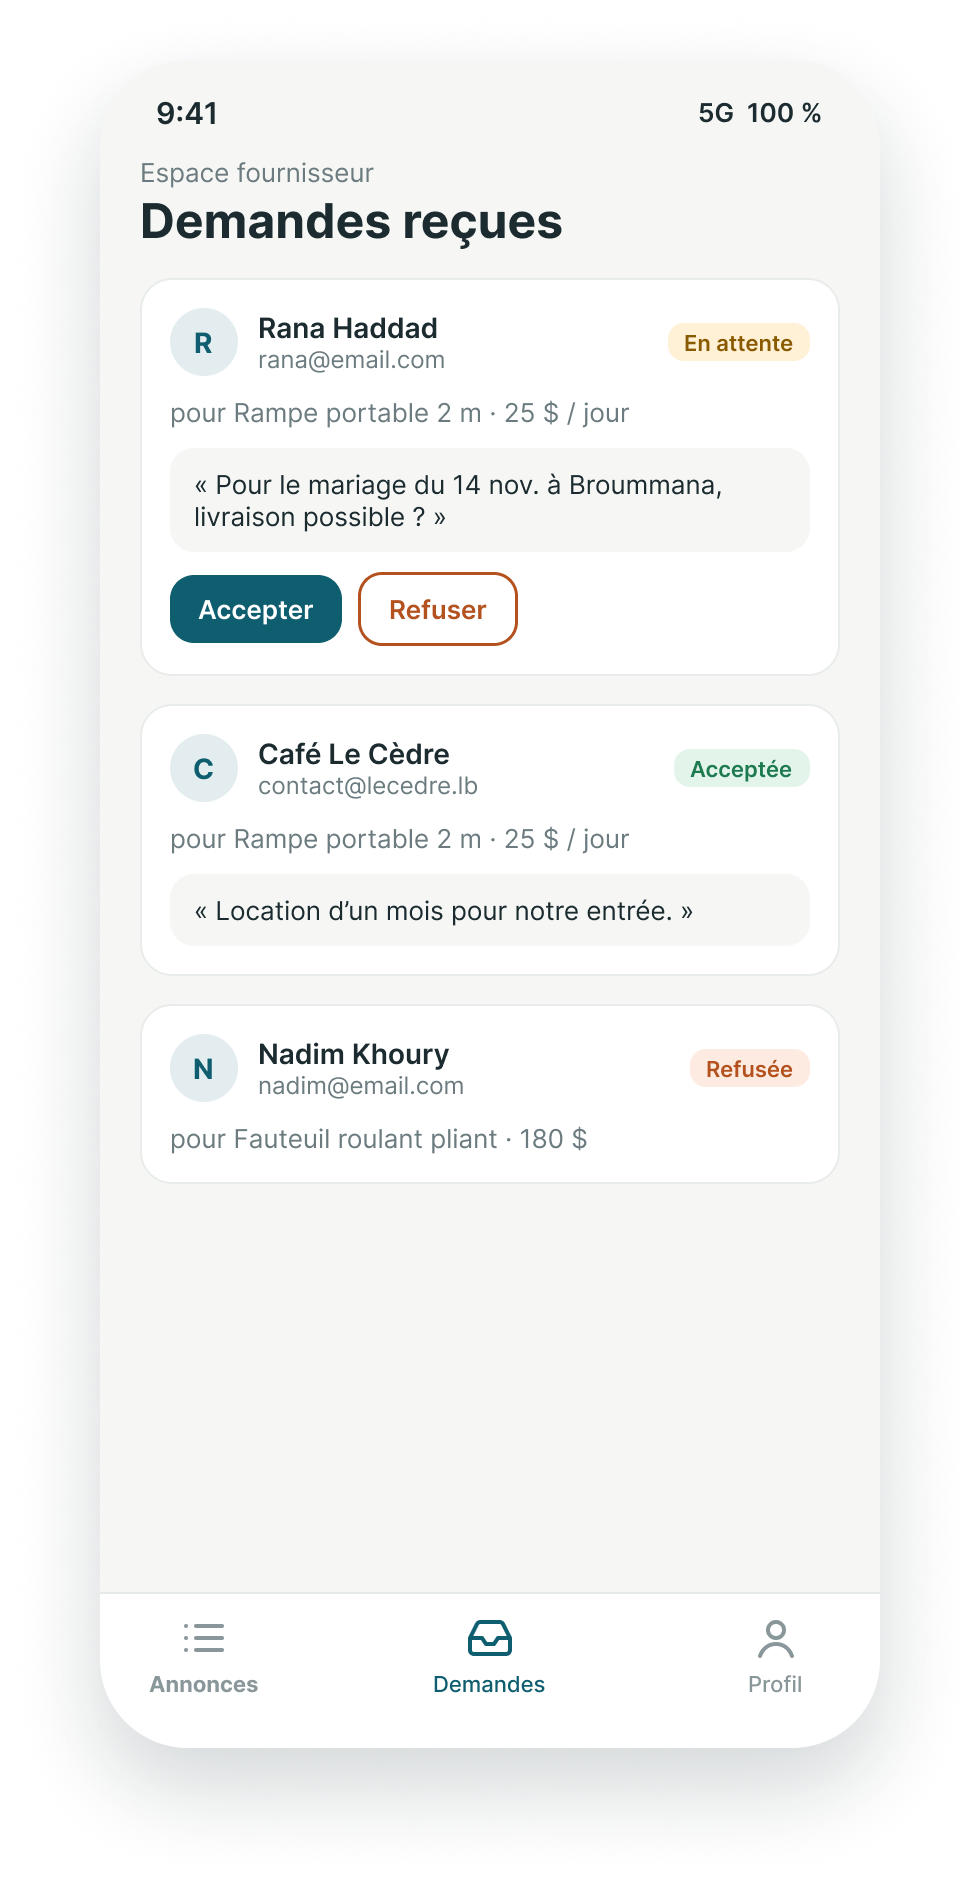 9:41
5G 100 %
Espace fournisseur
Demandes reçues
R
Rana Haddad
rana@email.com
En attente
pour Rampe portable 2 m · 25 $ / jour
« Pour le mariage du 14 nov. à Broummana,
livraison possible ? »
Accepter
Refuser
C
Café Le Cèdre
contact@lecedre.lb
Acceptée
pour Rampe portable 2 m · 25 $ / jour
« Location d’un mois pour notre entrée. »
N
Nadim Khoury
nadim@email.com
Refusée
pour Fauteuil roulant pliant · 180 $
Annonces
Demandes
Profil